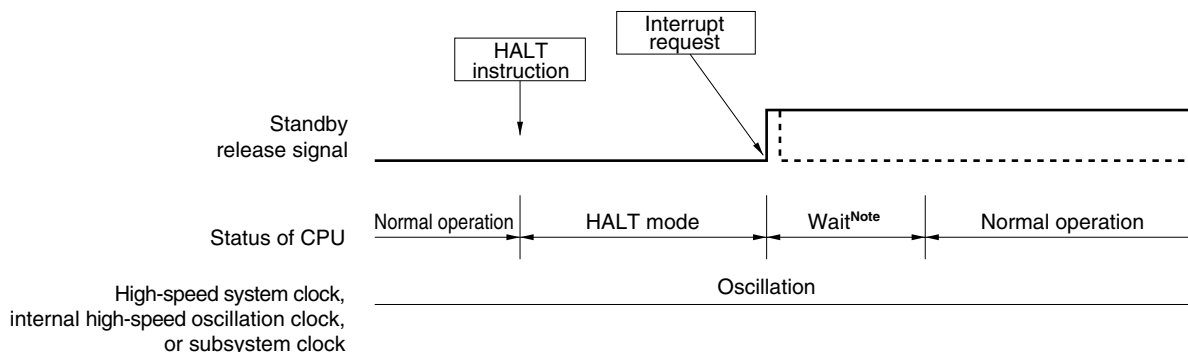 HALT
instruction
Interrupt
request
Standby
release signal
Status of CPU
Normal operation
HALT mode
WaitNote
Normal operation
High-speed system clock,
internal high-speed oscillation clock,
or subsystem clock
Oscillation